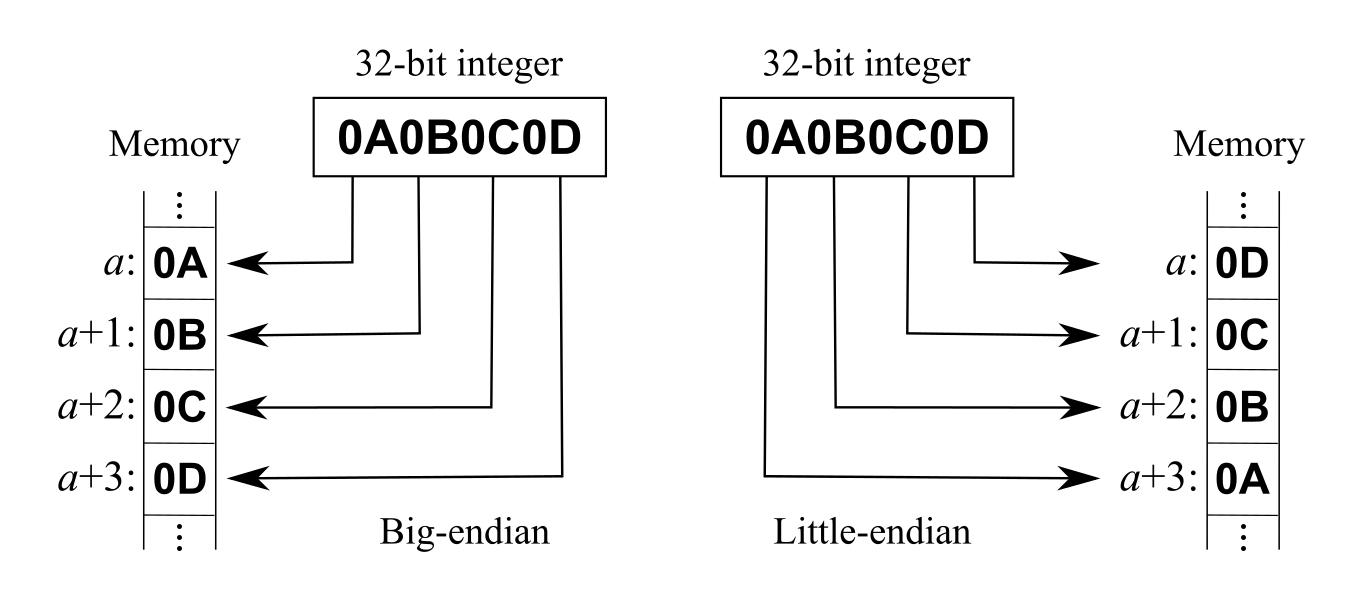 32-bit integer
0A0B0C0D
Memory
⋮
a: 0A
a+1: 0B
a+2: 0C
a+3: 0D
⋮
Big-endian
32-bit integer
0A0B0C0D
Memory
⋮
a: 0D
a+1: 0C
a+2: 0B
a+3: 0A
⋮
Little-endian